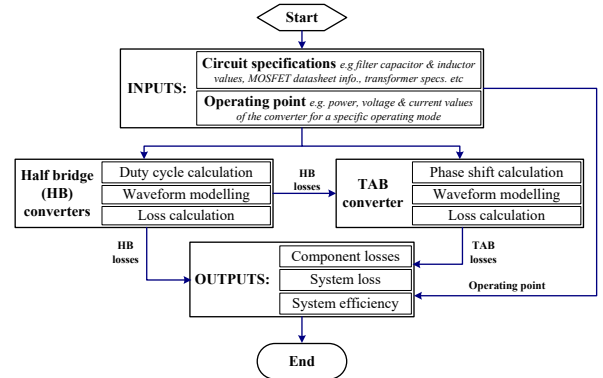 Start
INPUTS:
Circuit specifications e.g filter capacitor & inductor
values, MOSFET datasheet info., transformer specs. etc
Operating point e.g. power, voltage & current values
of the converter for a specific operating mode
Half bridge
(HB)
converters
Duty cycle calculation
Waveform modelling
Loss calculation
HB
losses
TAB
converter
Phase shift calculation
Waveform modelling
Loss calculation
HB
losses
TAB
losses
OUTPUTS:
Component losses
System loss
System efficiency
Operating point
End